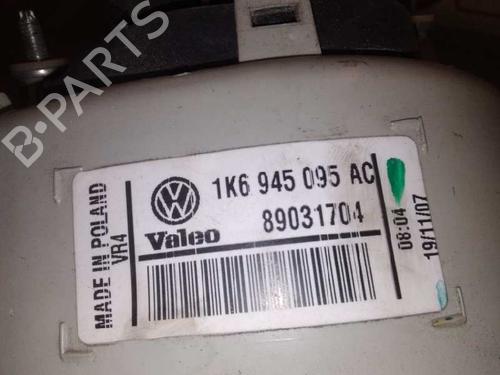 B-PARTS
MADE IN POLAND
VR4
1K6 945 095 AC
Valeo
89031704
08:04
19/11/07